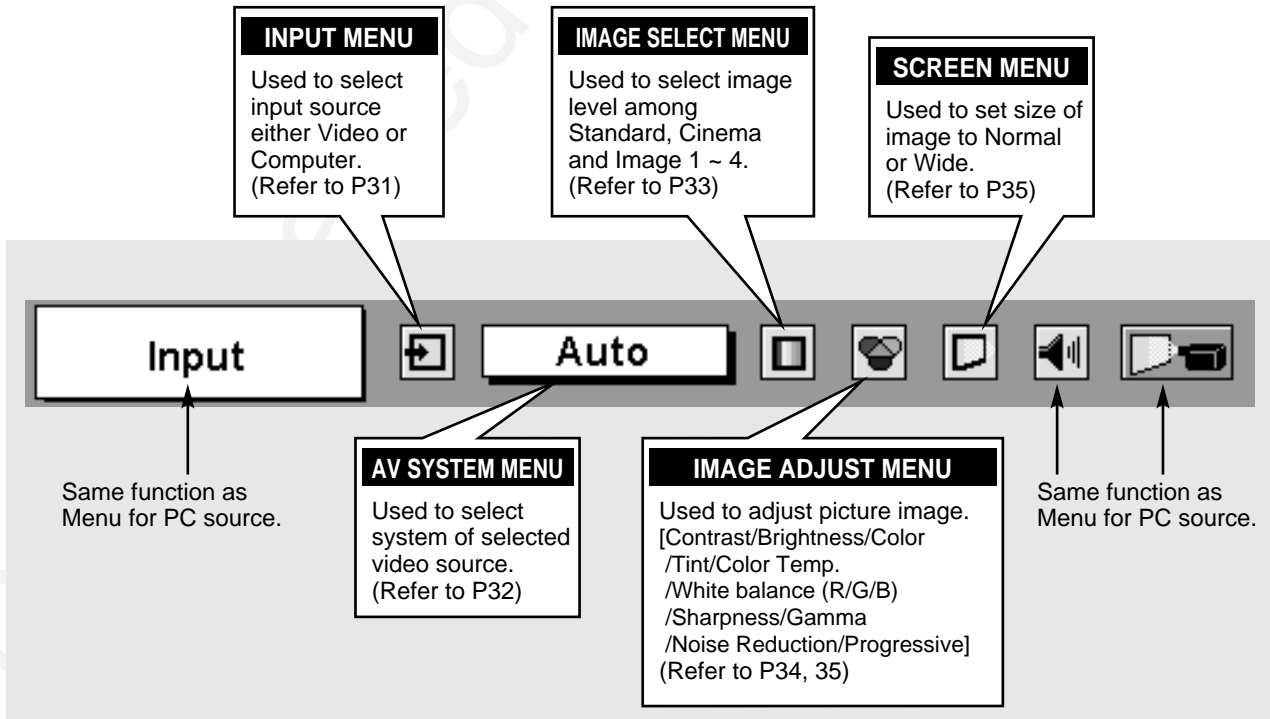 INPUT MENU
Used to select
input source
either Video or
Computer.
(Refer to P31)
IMAGE SELECT MENU
Used to select image
level among
Standard, Cinema
and Image 1 ~ 4.
(Refer to P33)
SCREEN MENU
Used to set size of
image to Normal
or Wide.
(Refer to P35)
Input
Auto
Same function as
Menu for PC source.
AV SYSTEM MENU
Used to select
system of selected
video source.
(Refer to P32)
IMAGE ADJUST MENU
Used to adjust picture image.
[Contrast/Brightness/Color
/Tint/Color Temp.
/White balance (R/G/B)
/Sharpness/Gamma
/Noise Reduction/Progressive]
(Refer to P34, 35)
Same function as
Menu for PC source.